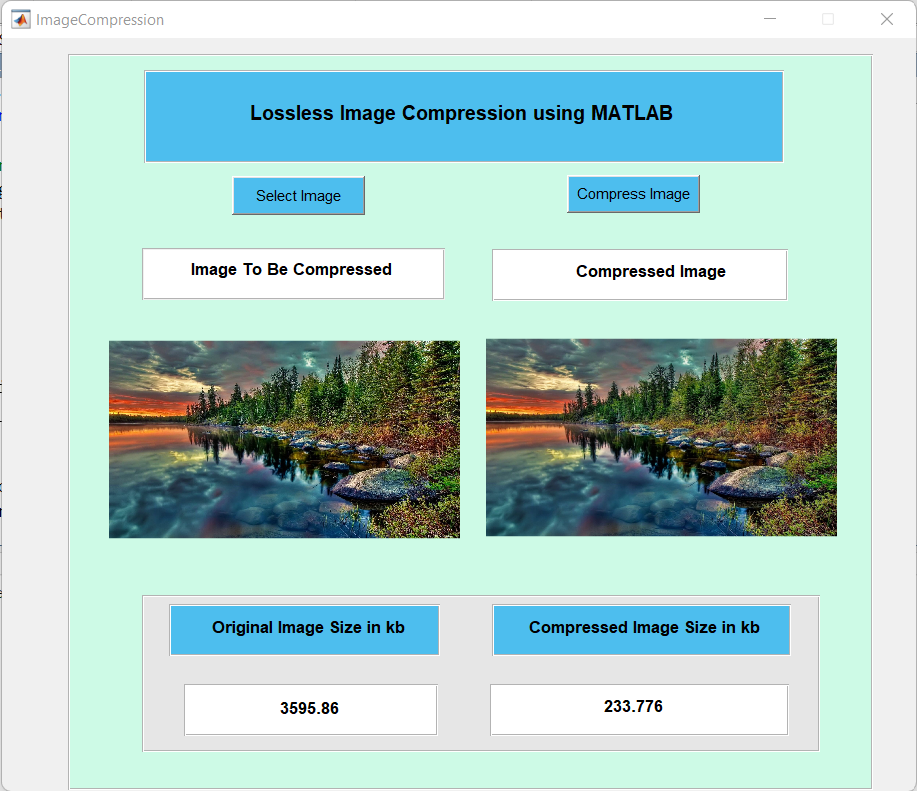 ImageCompression
Lossless Image Compression using MATLAB
Select Image
Compress Image
Image To Be Compressed
Compressed Image
Original Image Size in kb
Compressed Image Size in kb
3595.86
233.776